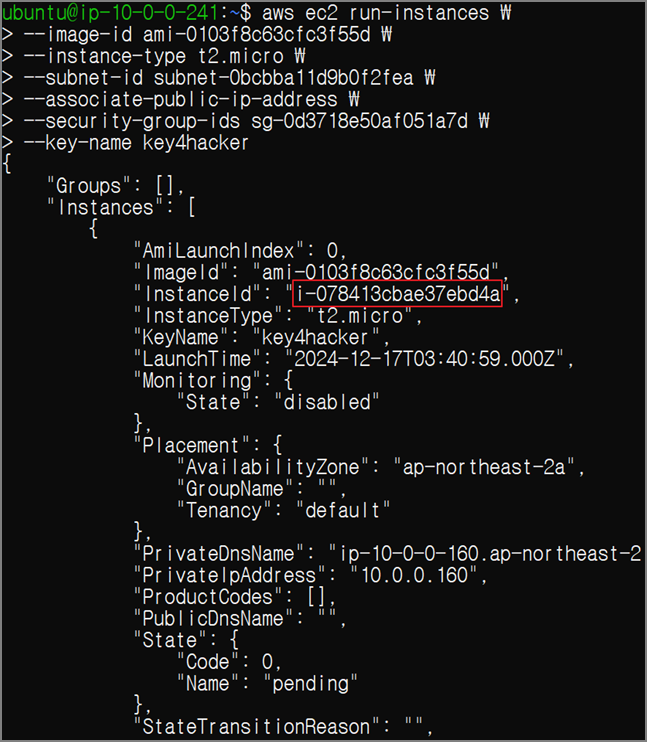 ubuntu@ip-10-0-0-241:~$ aws ec2 run-instances ₩
> --image-id ami-0103f8c63cfc3f55d ₩
> --instance-type t2.micro ₩
> --subnet-id subnet-0bcbba11d9b0f2fea ₩
> --associate-public-ip-address ₩
> --security-group-ids sg-0d3718e50af051a7d ₩
> --key-name key4hacker
{
    "Groups": [],
    "Instances": [
        {
            "AmiLaunchIndex": 0,
            "ImageId": "ami-0103f8c63cfc3f55d",
            "InstanceId": "i-078413cbae37ebd4a",
            "InstanceType": "t2.micro",
            "KeyName": "key4hacker",
            "LaunchTime": "2024-12-17T03:40:59.000Z",
            "Monitoring": {
                "State": "disabled"
            },
            "Placement": {
                "AvailabilityZone": "ap-northeast-2a",
                "GroupName": "",
                "Tenancy": "default"
            },
            "PrivateDnsName": "ip-10-0-0-160.ap-northeast-2
            "PrivateIpAddress": "10.0.0.160",
            "ProductCodes": [],
            "PublicDnsName": "",
            "State": {
                "Code": 0,
                "Name": "pending"
            },
            "StateTransitionReason": "",